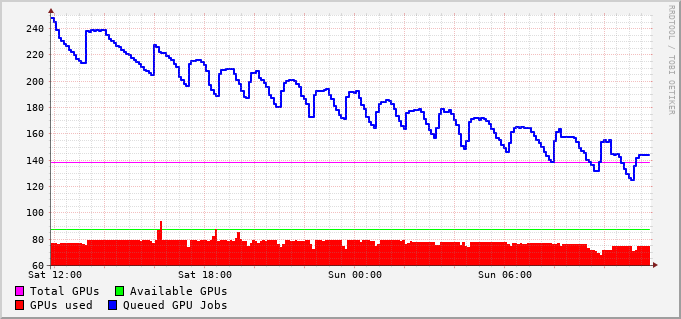 RRDTOOL / TOBI OETIKER
240
220
200
180
160
140
120
100
80
60
Sat 12:00 Sat 18:00 Sun 00:00 Sun 06:00
Total GPUs Available GPUs
GPUs used Queued GPU Jobs